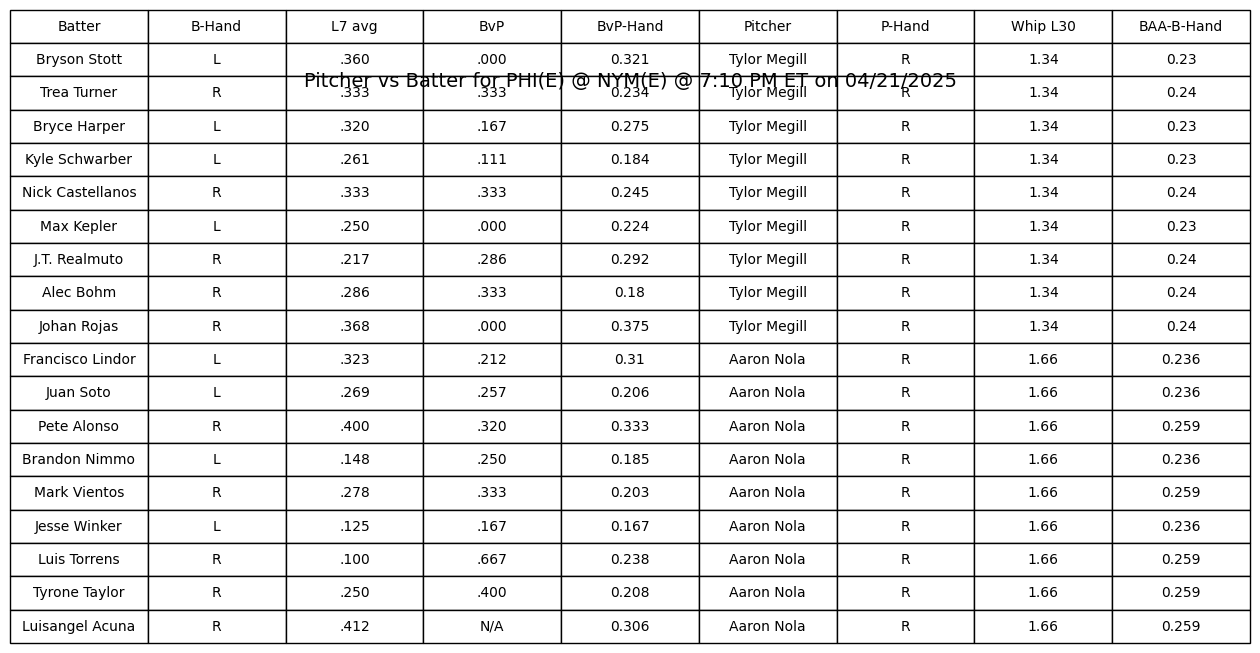 Batter B-Hand L7 avg BvP BvP-Hand Pitcher P-Hand Whip L30 BAA-B-Hand
Bryson Stott L .360 .000 0.321 Tylor Megill R 1.34 0.23
Pitcher vs Batter for PHI(E) @ NYM(E) @ 7:10 PM ET on 04/21/2025
Trea Turner R .333 .333 0.234 Tylor Megill R 1.34 0.24
Bryce Harper L .320 .167 0.275 Tylor Megill R 1.34 0.23
Kyle Schwarber L .261 .111 0.184 Tylor Megill R 1.34 0.23
Nick Castellanos R .333 .333 0.245 Tylor Megill R 1.34 0.24
Max Kepler L .250 .000 0.224 Tylor Megill R 1.34 0.23
J.T. Realmuto R .217 .286 0.292 Tylor Megill R 1.34 0.24
Alec Bohm R .286 .333 0.18 Tylor Megill R 1.34 0.24
Johan Rojas R .368 .000 0.375 Tylor Megill R 1.34 0.24
Francisco Lindor L .323 .212 0.31 Aaron Nola R 1.66 0.236
Juan Soto L .269 .257 0.206 Aaron Nola R 1.66 0.236
Pete Alonso R .400 .320 0.333 Aaron Nola R 1.66 0.259
Brandon Nimmo L .148 .250 0.185 Aaron Nola R 1.66 0.236
Mark Vientos R .278 .333 0.203 Aaron Nola R 1.66 0.259
Jesse Winker L .125 .167 0.167 Aaron Nola R 1.66 0.236
Luis Torrens R .100 .667 0.238 Aaron Nola R 1.66 0.259
Tyrone Taylor R .250 .400 0.208 Aaron Nola R 1.66 0.259
Luisangel Acuna R .412 N/A 0.306 Aaron Nola R 1.66 0.259